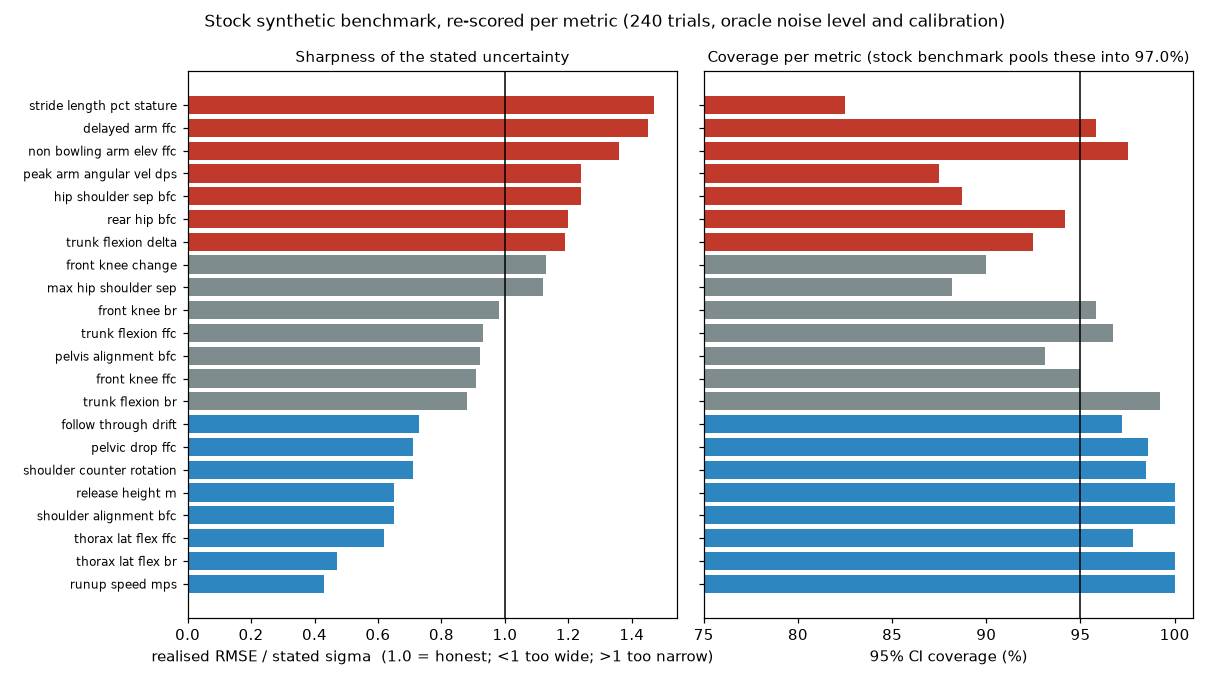 Stock synthetic benchmark, re-scored per metric (240 trials, oracle noise level and calibration)
Sharpness of the stated uncertainty
Coverage per metric (stock benchmark pools these into 97.0%)
stride length pct stature
delayed arm ffc
non bowling arm elev ffc
peak arm angular vel dps
hip shoulder sep bfc
rear hip bfc
trunk flexion delta
front knee change
max hip shoulder sep
front knee br
trunk flexion ffc
pelvis alignment bfc
front knee ffc
trunk flexion br
follow through drift
pelvic drop ffc
shoulder counter rotation
release height m
shoulder alignment bfc
thorax lat flex ffc
thorax lat flex br
runup speed mps
0.0 0.2 0.4 0.6 0.8 1.0 1.2 1.4
75 80 85 90 95 100
realised RMSE / stated sigma (1.0 = honest; <1 too wide; >1 too narrow)
95% CI coverage (%)